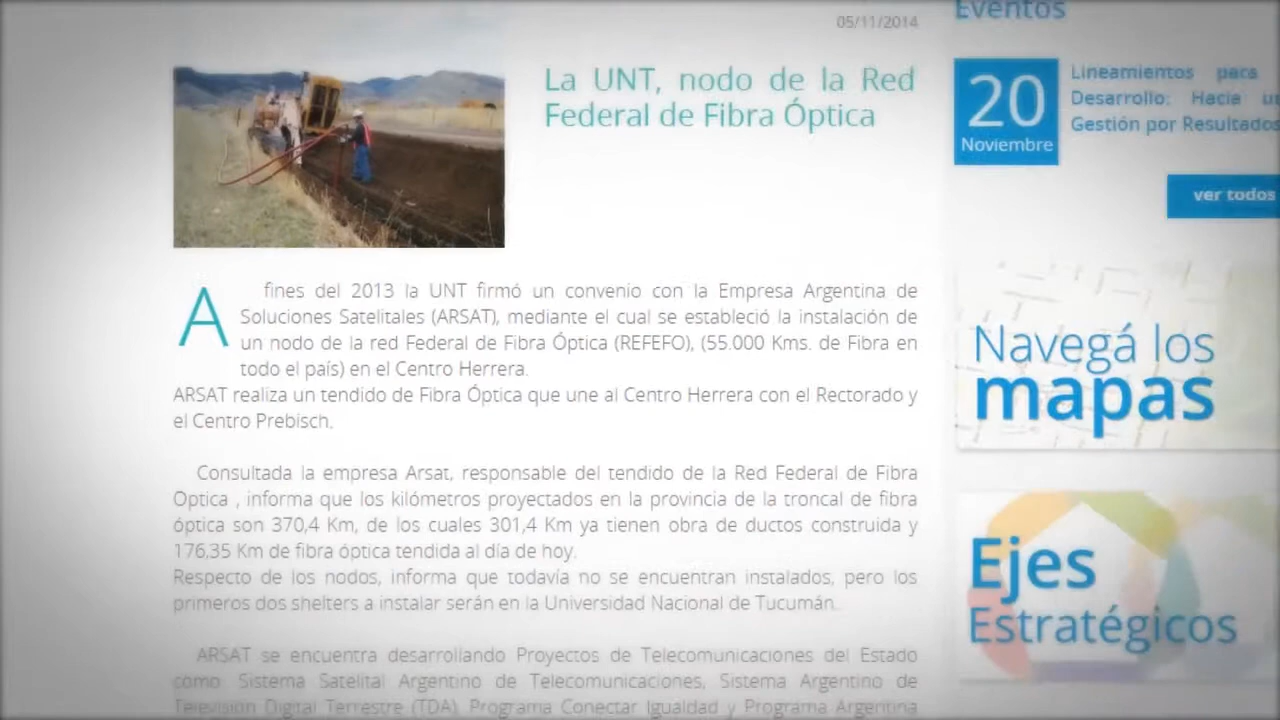 05/11/2014
La UNT, nodo de la Red
Federal de Fibra Óptica
A fines del 2013 la UNT firmó un convenio con la Empresa Argentina de
Soluciones Satelitales (ARSAT), mediante el cual se estableció la instalación de
un nodo de la red Federal de Fibra Óptica (REFEFO), (55.000 Kms. de Fibra en
todo el país) en el Centro Herrera.
ARSAT realiza un tendido de Fibra Óptica que une al Centro Herrera con el Rectorado y
el Centro Prebisch.
Consultada la empresa Arsat, responsable del tendido de la Red Federal de Fibra
Optica , informa que los kilómetros proyectados en la provincia de la troncal de fibra
óptica son 370,4 Km, de los cuales 301,4 Km ya tienen obra de ductos construida y
176,35 Km de fibra óptica tendida al día de hoy.
Respecto de los nodos, informa que todavía no se encuentran instalados, pero los
primeros dos shelters a instalar serán en la Universidad Nacional de Tucumán.
ARSAT se encuentra desarrollando Proyectos de Telecomunicaciones del Estado
como Sistema Satelital Argentino de Telecomunicaciones, Sistema Argentino de
Televisión Digital Terrestre (TDA), Programa Conectar Igualdad y Programa Argentina
Eventos
20
Noviembre
Lineamientos para
Desarrollo: Hacia
Gestión por Resultados
ver todos
Navegá los
mapas
Ejes
Estratégicos